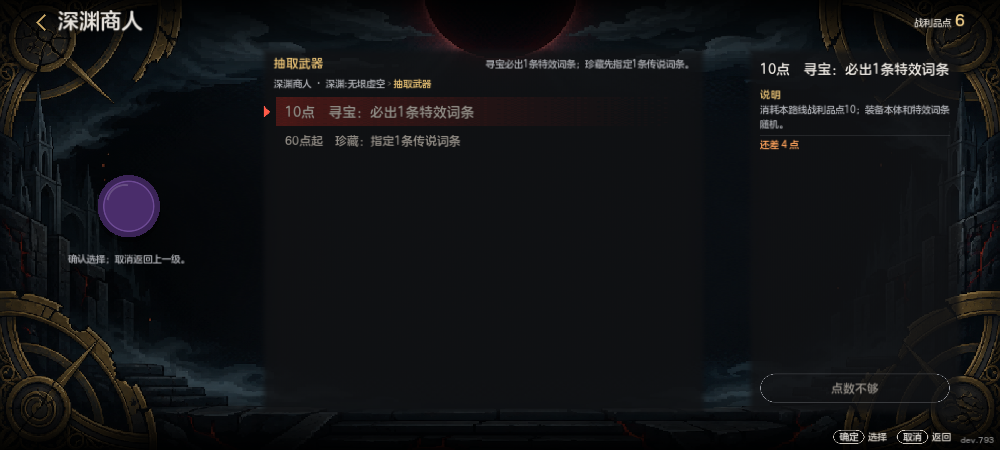 深渊商人
战利品点 6
抽取武器
寻宝必出1条特效词条；珍藏先指定1条传说词条。
深渊商人 · 深渊:无垠虚空 › 抽取武器
10点 寻宝：必出1条特效词条
60点起 珍藏：指定1条传说词条
确认选择；取消返回上一级。
10点 寻宝：必出1条特效词条
说明
消耗本路线战利品点10；装备本体和特效词条
随机。
还差 4 点
点数不够
确定 选择 取消 返回
dev.793